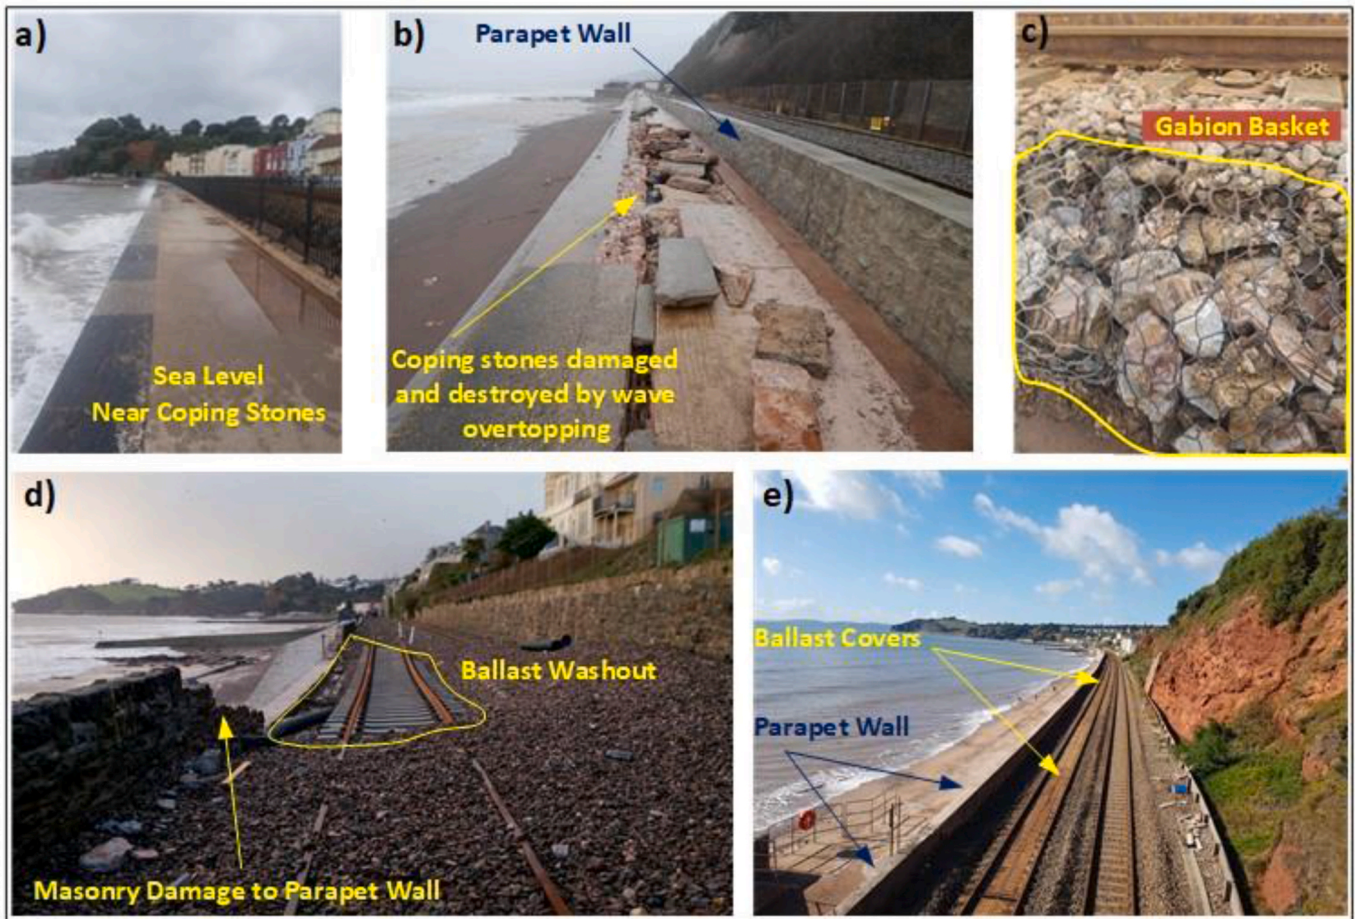 a)
Sea Level
Near Coping Stones
b)
Parapet Wall
Coping stones damaged
and destroyed by wave
overtopping
c)
Gabion Basket
d)
Ballast Washout
Masonry Damage to Parapet Wall
e)
Ballast Covers
Parapet Wall